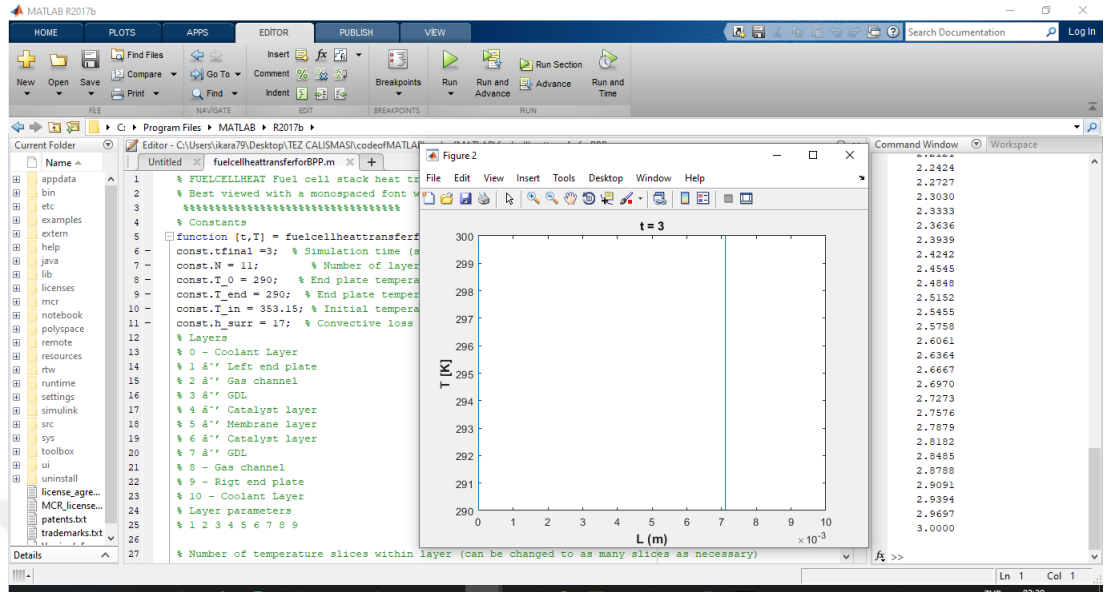 MATLAB R2017b
HOME PLOTS APPS EDITOR PUBLISH VIEW
Search Documentation
Log In
New Open Save
Find Files
Compare
Print
Go To
Find
Insert
Comment
Indent
Breakpoints
Run
Run and Advance
Run Section
Advance
Run and Time
FILE NAVIGATE EDIT BREAKPOINTS RUN
C: Program Files MATLAB R2017b
Current Folder
Name
appdata
bin
etc
examples
extern
help
java
lib
licenses
mcr
notebook
polyspace
remote
resources
rtw
runtime
settings
simulink
src
sys
toolbox
ui
uninstall
license_agre...
MCR_license...
patents.txt
trademarks.txt
Details
Editor - C:\Users\ikara79\Desktop\TEZ CALISMASI\codeofMATLAB
Untitled fuelcellheattransferforBPP.m
1 % FUELCELLHEAT Fuel cell stack heat tr
2 % Best viewed with a monospaced font w
3 %%%%%%%%%%%%%%%%%%%%%%%%%%%%%%%%%%
4 % Constants
5 function [t,T] = fuelcellheattransferf
6 const.tfinal =3; % Simulation time (s
7 const.N = 11; % Number of layer
8 const.T_0 = 290; % End plate tempera
9 const.T_end = 290; % End plate temper
10 const.T_in = 353.15; % Initial tempera
11 const.h_surr = 17; % Convective loss
12 % Layers
13 % 0 - Coolant Layer
14 % 1 âˆ’ Left end plate
15 % 2 âˆ’ Gas channel
16 % 3 âˆ’ GDL
17 % 4 âˆ’ Catalyst layer
18 % 5 âˆ’ Membrane layer
19 % 6 âˆ’ Catalyst layer
20 % 7 âˆ’ GDL
21 % 8 - Gas channel
22 % 9 - Rigt end plate
23 % 10 - Coolant Layer
24 % Layer parameters
25 % 1 2 3 4 5 6 7 8 9
26
27 % Number of temperature slices within layer (can be changed to as many slices as necessary)
Figure 2
File Edit View Insert Tools Desktop Window Help
t = 3
300
299
298
297
296
295
294
293
292
291
290
T [K]
0 1 2 3 4 5 6 7 8 9 10
L (m)
×10-3
Command Window Workspace
2.2424
2.2727
2.3030
2.3333
2.3636
2.3939
2.4242
2.4545
2.4848
2.5152
2.5455
2.5758
2.6061
2.6364
2.6667
2.6970
2.7273
2.7576
2.7879
2.8182
2.8485
2.8788
2.9091
2.9394
2.9697
3.0000
fx >>
Ln 1 Col 1